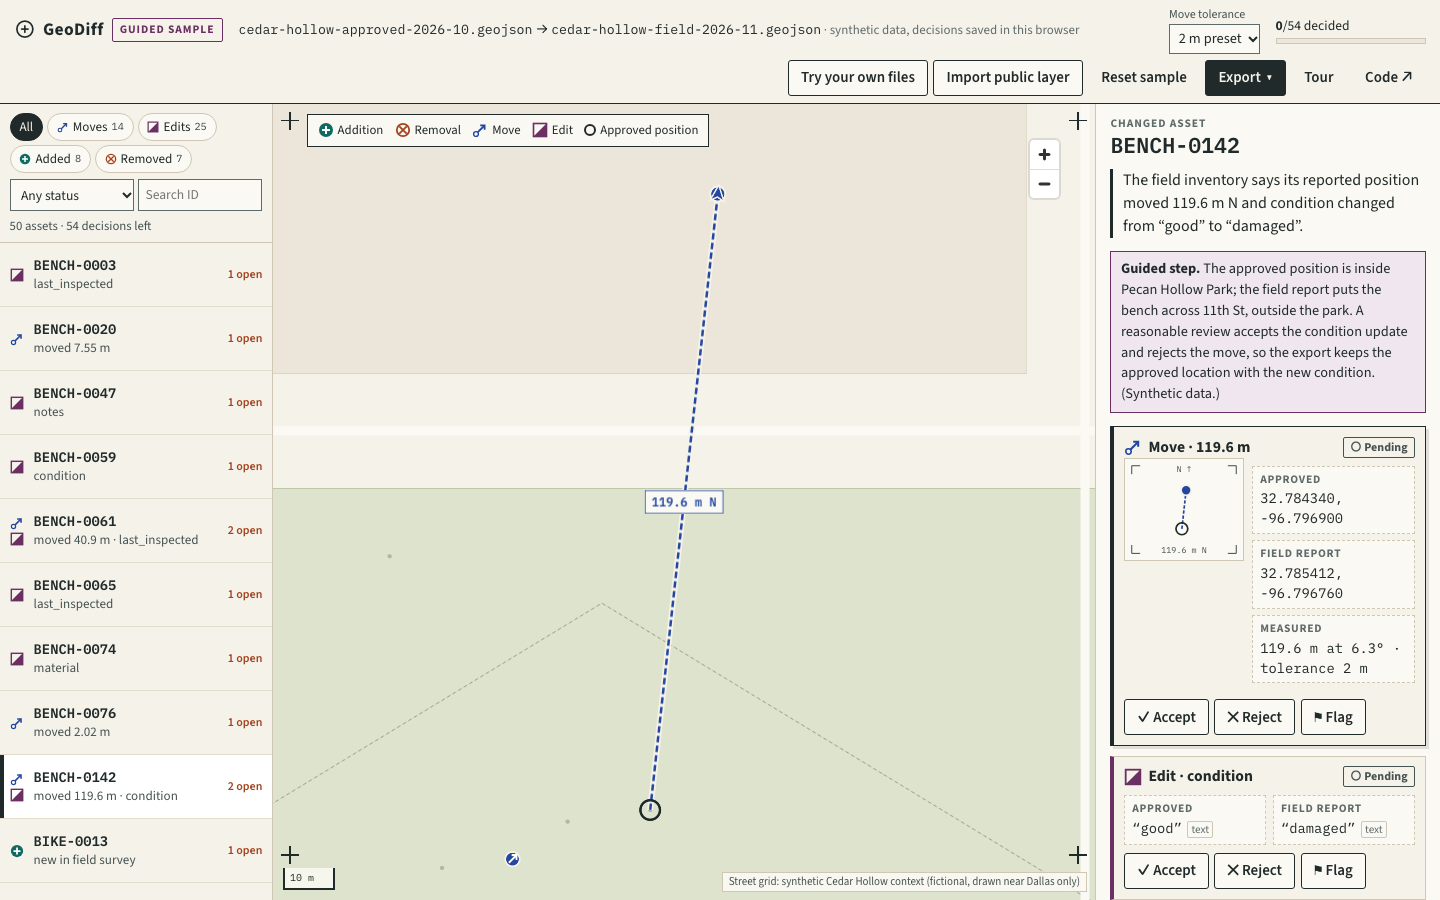 GeoDiff GUIDED SAMPLE cedar-hollow-approved-2026-10.geojson → cedar-hollow-field-2026-11.geojson · synthetic data, decisions saved in this browser
Move tolerance
2 m preset
0/54 decided
Try your own files
Import public layer
Reset sample
Export ▾
Tour
Code ↗
All
Moves 14
Edits 25
Added 8
Removed 7
Any status
Search ID
50 assets · 54 decisions left
BENCH-0003
last_inspected
1 open
BENCH-0020
moved 7.55 m
1 open
BENCH-0047
notes
1 open
BENCH-0059
condition
1 open
BENCH-0061
moved 40.9 m · last_inspected
2 open
BENCH-0065
last_inspected
1 open
BENCH-0074
material
1 open
BENCH-0076
moved 2.02 m
1 open
BENCH-0142
moved 119.6 m · condition
2 open
BIKE-0013
new in field survey
1 open
Addition
Removal
Move
Edit
Approved position
+
−
119.6 m N
10 m
Street grid: synthetic Cedar Hollow context (fictional, drawn near Dallas only)
CHANGED ASSET
BENCH-0142
The field inventory says its reported position
moved 119.6 m N and condition changed
from “good” to “damaged”.
Guided step. The approved position is inside
Pecan Hollow Park; the field report puts the
bench across 11th St, outside the park. A
reasonable review accepts the condition update
and rejects the move, so the export keeps the
approved location with the new condition.
(Synthetic data.)
Move · 119.6 m
Pending
N ↑
119.6 m N
APPROVED
32.784340,
-96.796900
FIELD REPORT
32.785412,
-96.796760
MEASURED
119.6 m at 6.3° ·
tolerance 2 m
✓ Accept
✕ Reject
⚑ Flag
Edit · condition
Pending
APPROVED
“good” text
FIELD REPORT
“damaged” text
✓ Accept
✕ Reject
⚑ Flag